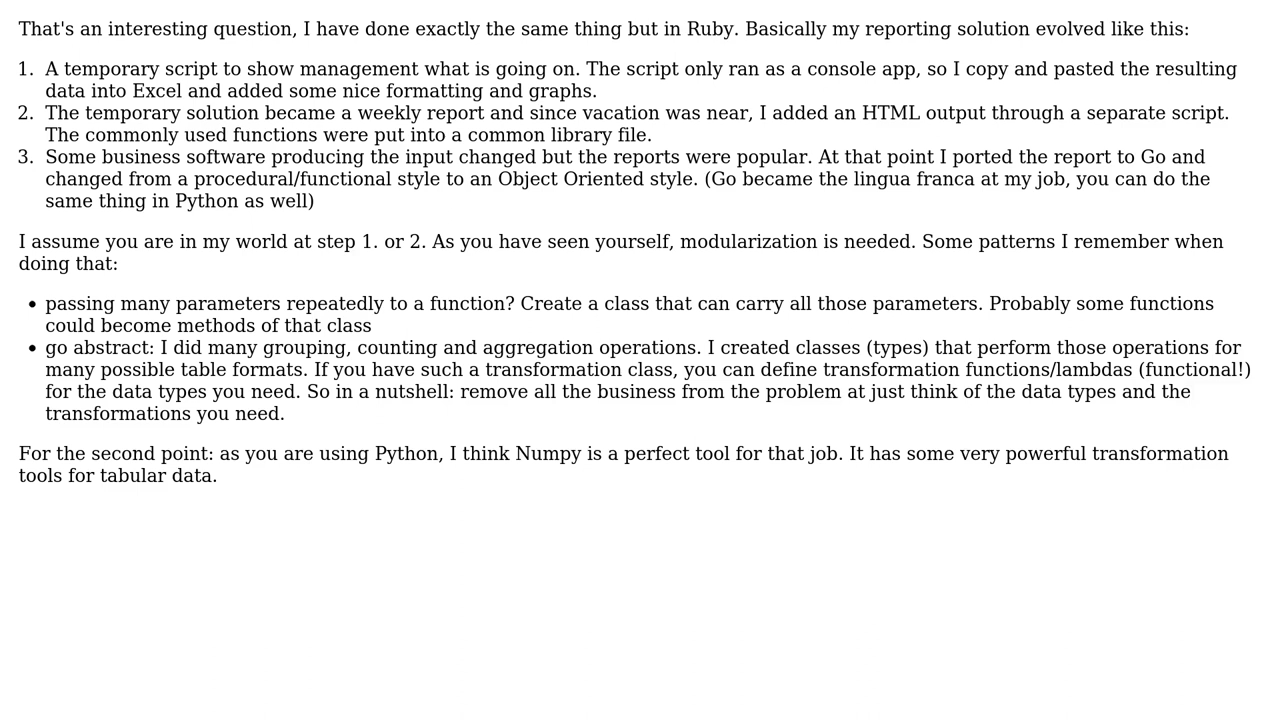 That's an interesting question, I have done exactly the same thing but in Ruby. Basically my reporting solution evolved like this:
1. A temporary script to show management what is going on. The script only ran as a console app, so I copy and pasted the resulting
data into Excel and added some nice formatting and graphs.
2. The temporary solution became a weekly report and since vacation was near, I added an HTML output through a separate script.
The commonly used functions were put into a common library file.
3. Some business software producing the input changed but the reports were popular. At that point I ported the report to Go and
changed from a procedural/functional style to an Object Oriented style. (Go became the lingua franca at my job, you can do the
same thing in Python as well)
I assume you are in my world at step 1. or 2. As you have seen yourself, modularization is needed. Some patterns I remember when
doing that:
• passing many parameters repeatedly to a function? Create a class that can carry all those parameters. Probably some functions
could become methods of that class
• go abstract: I did many grouping, counting and aggregation operations. I created classes (types) that perform those operations for
many possible table formats. If you have such a transformation class, you can define transformation functions/lambdas (functional!)
for the data types you need. So in a nutshell: remove all the business from the problem at just think of the data types and the
transformations you need.
For the second point: as you are using Python, I think Numpy is a perfect tool for that job. It has some very powerful transformation
tools for tabular data.